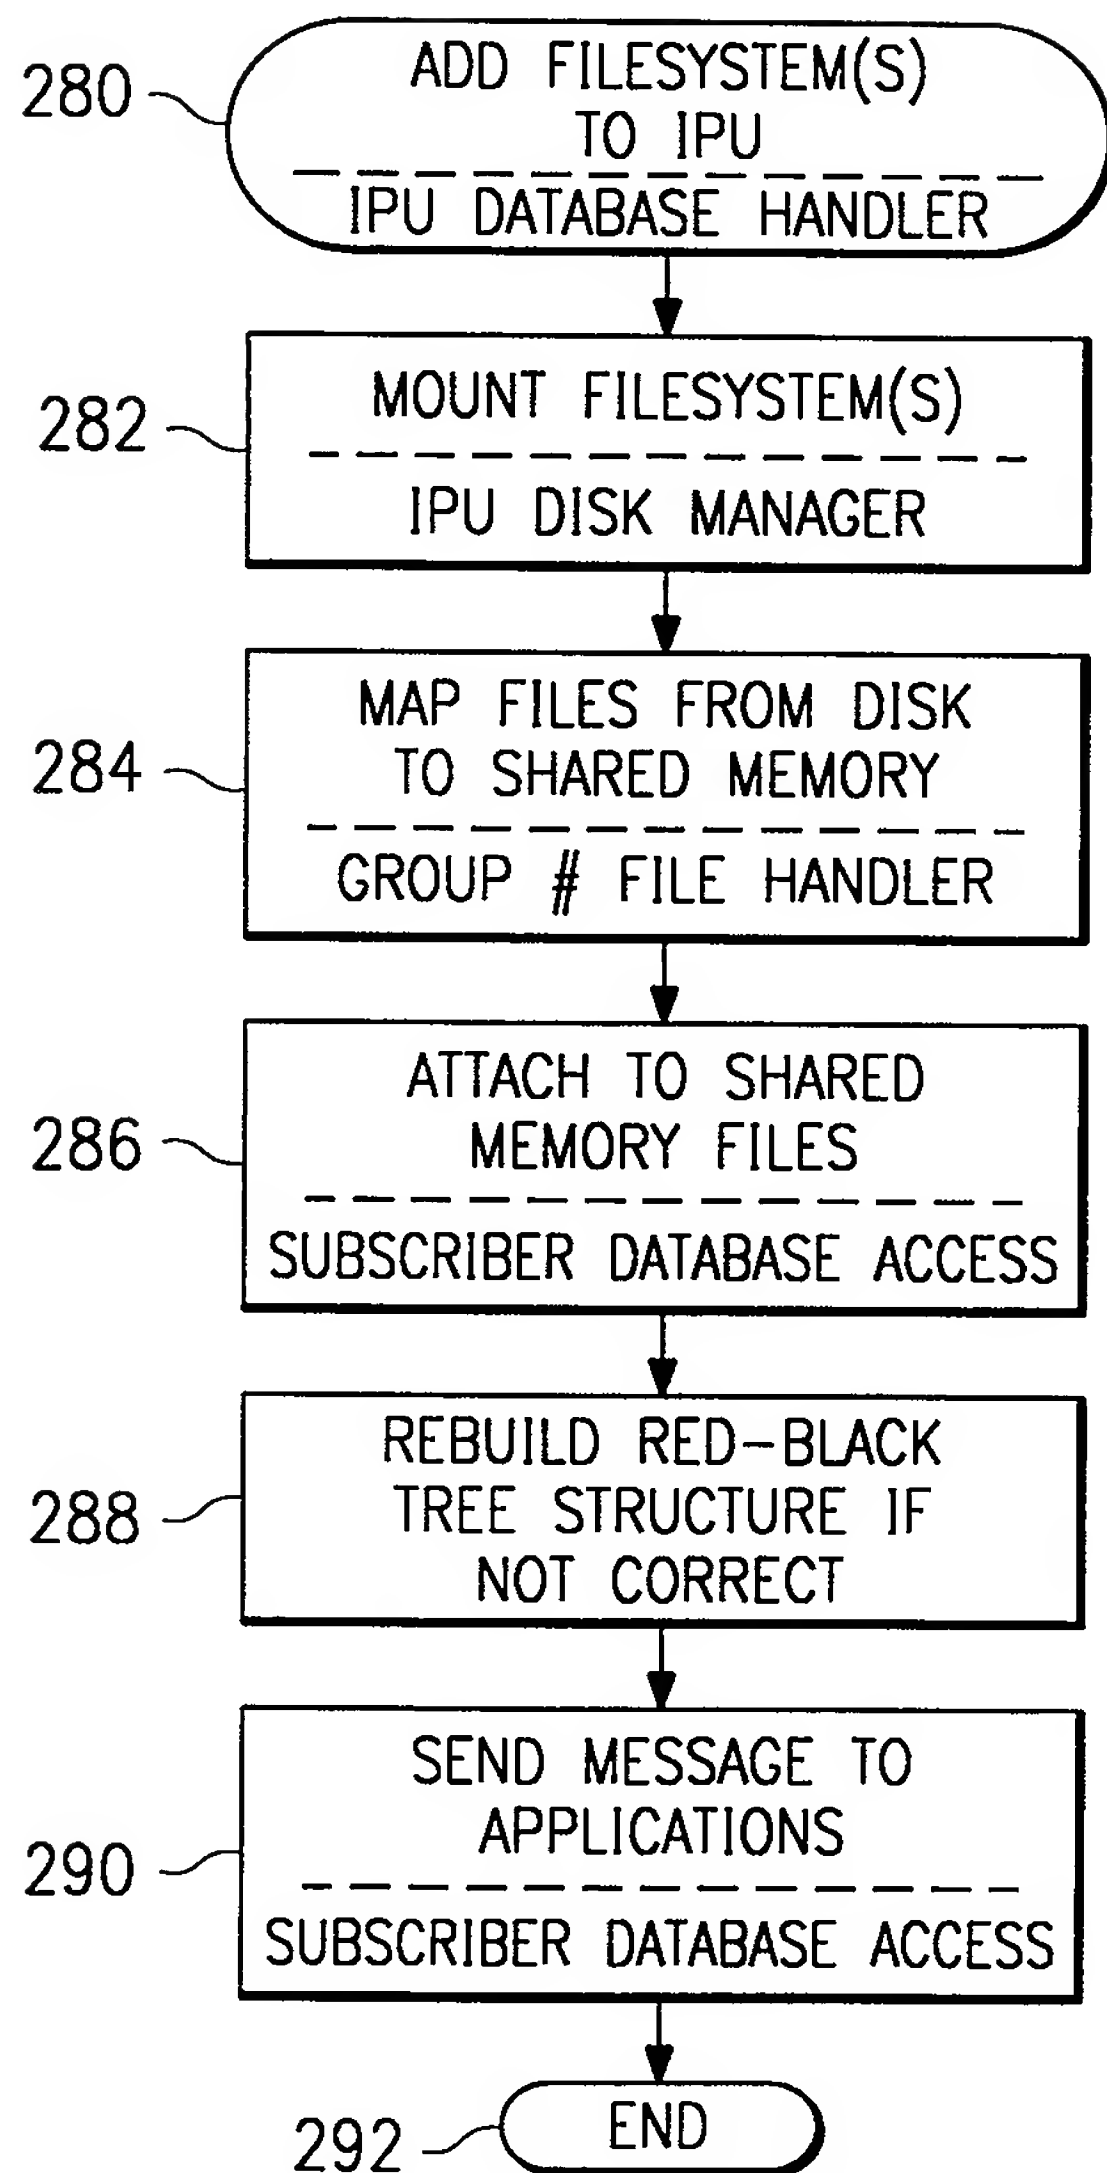 280
ADD FILESYSTEM(S)
TO IPU
IPU DATABASE HANDLER
282
MOUNT FILESYSTEM(S)
IPU DISK MANAGER
284
MAP FILES FROM DISK
TO SHARED MEMORY
GROUP # FILE HANDLER
286
ATTACH TO SHARED
MEMORY FILES
SUBSCRIBER DATABASE ACCESS
288
REBUILD RED-BLACK
TREE STRUCTURE IF
NOT CORRECT
290
SEND MESSAGE TO
APPLICATIONS
SUBSCRIBER DATABASE ACCESS
292
END